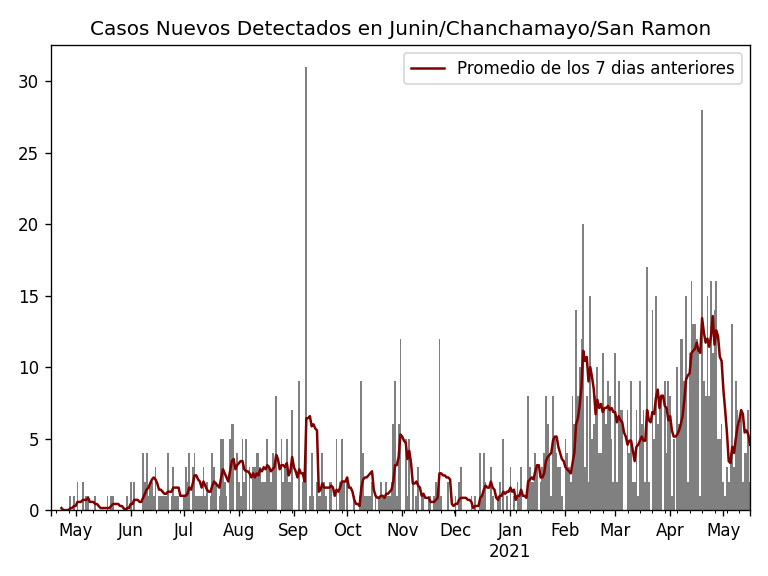 Casos Nuevos Detectados en Junin/Chanchamayo/San Ramon
Promedio de los 7 dias anteriores
30
25
20
15
10
5
0
May Jun Jul Aug Sep Oct Nov Dec Jan Feb Mar Apr May
2021